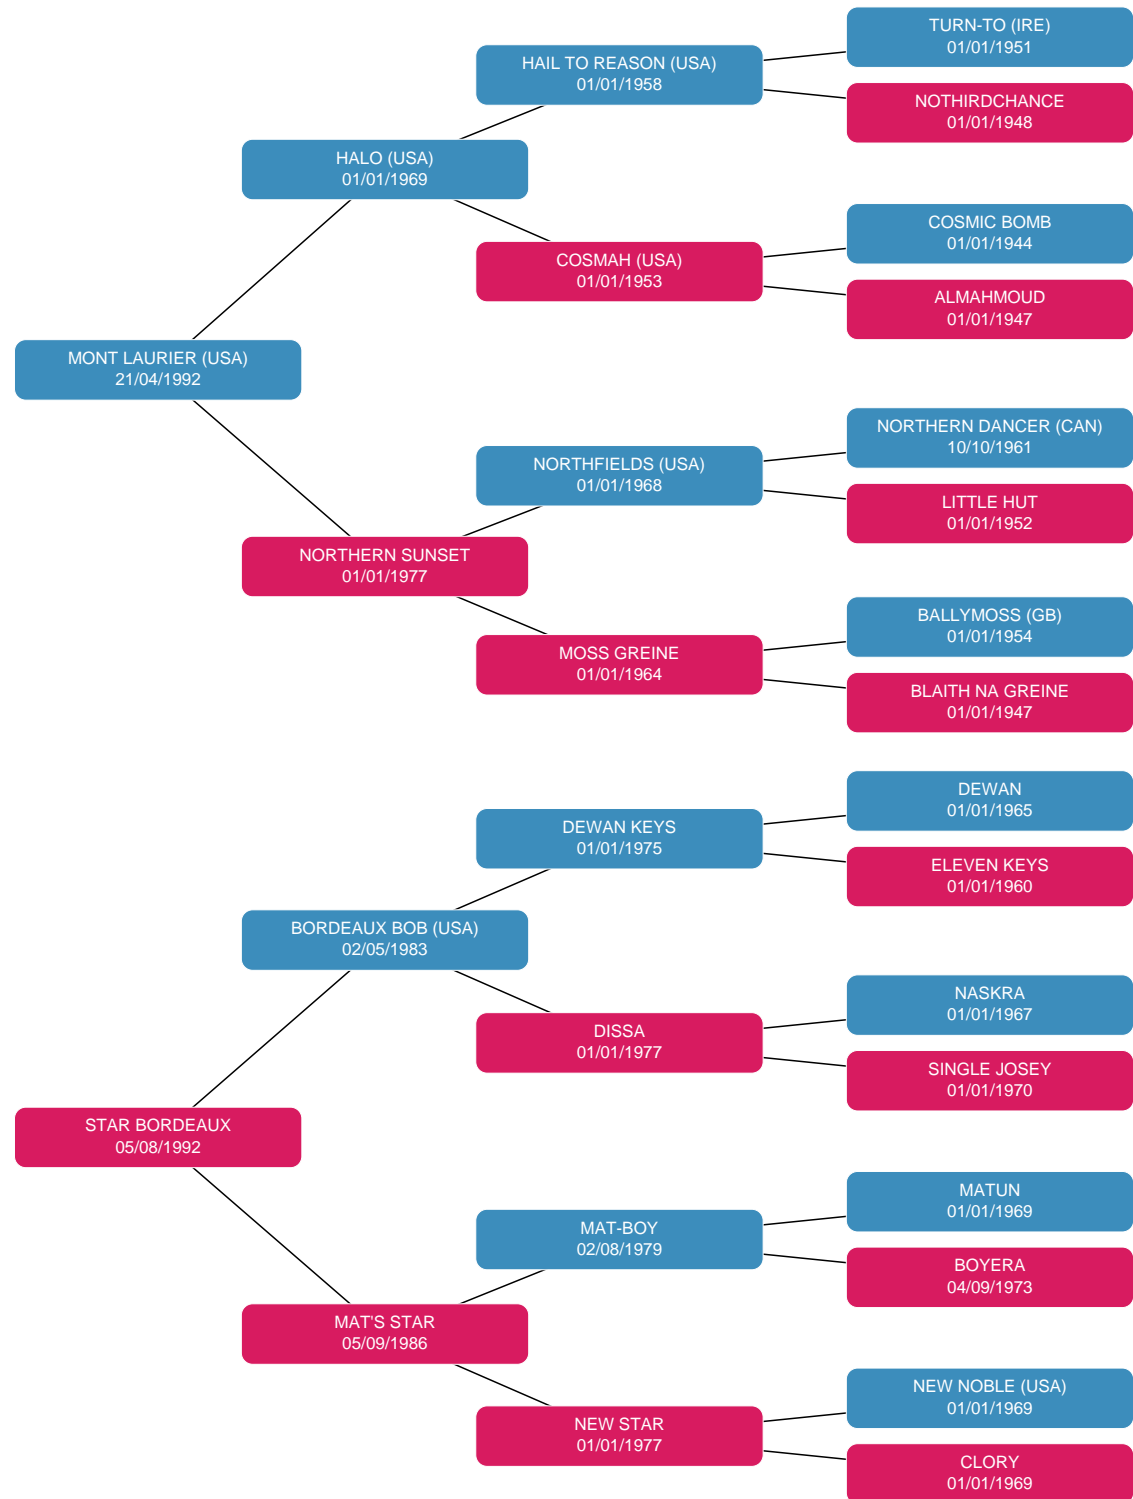 TURN-TO (IRE)
01/01/1951
HAIL TO REASON (USA)
01/01/1958
NOTHIRDCHANCE
01/01/1948
HALO (USA)
01/01/1969
COSMIC BOMB
01/01/1944
COSMAH (USA)
01/01/1953
ALMAHMOUD
01/01/1947
MONT LAURIER (USA)
21/04/1992
NORTHERN DANCER (CAN)
10/10/1961
NORTHFIELDS (USA)
01/01/1968
LITTLE HUT
01/01/1952
NORTHERN SUNSET
01/01/1977
BALLYMOSS (GB)
01/01/1954
MOSS GREINE
01/01/1964
BLAITH NA GREINE
01/01/1947
DEWAN
01/01/1965
DEWAN KEYS
01/01/1975
ELEVEN KEYS
01/01/1960
BORDEAUX BOB (USA)
02/05/1983
NASKRA
01/01/1967
DISSA
01/01/1977
SINGLE JOSEY
01/01/1970
STAR BORDEAUX
05/08/1992
MATUN
01/01/1969
MAT-BOY
02/08/1979
BOYERA
04/09/1973
MAT'S STAR
05/09/1986
NEW NOBLE (USA)
01/01/1969
NEW STAR
01/01/1977
CLORY
01/01/1969